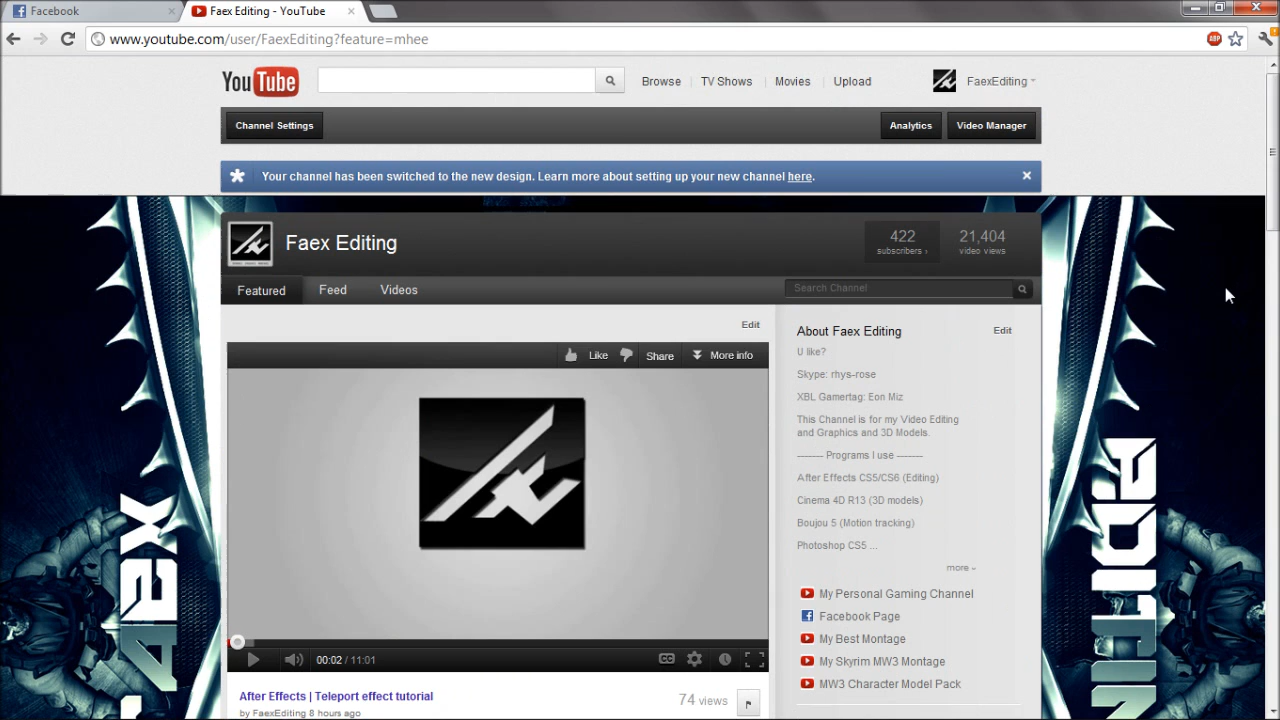 Facebook
Faex Editing - YouTube
www.youtube.com/user/FaexEditing?feature=mhee
ABP
YouTube
Browse
TV Shows
Movies
Upload
FaexEditing
Channel Settings
Analytics
Video Manager
Your channel has been switched to the new design. Learn more about setting up your new channel here.
Faex Editing
422
subscribers ›
21,404
video views
Featured
Feed
Videos
Search Channel
Edit
Like
Share
More info
00:02 / 11:01
CC
After Effects | Teleport effect tutorial
by FaexEditing 8 hours ago
74 views
About Faex Editing
Edit
U like?
Skype: rhys-rose
XBL Gamertag: Eon Miz
This Channel is for my Video Editing
and Graphics and 3D Models.
------- Programs I use -------
After Effects CS5/CS6 (Editing)
Cinema 4D R13 (3D models)
Boujou 5 (Motion tracking)
Photoshop CS5 ...
more
My Personal Gaming Channel
Facebook Page
My Best Montage
My Skyrim MW3 Montage
MW3 Character Model Pack